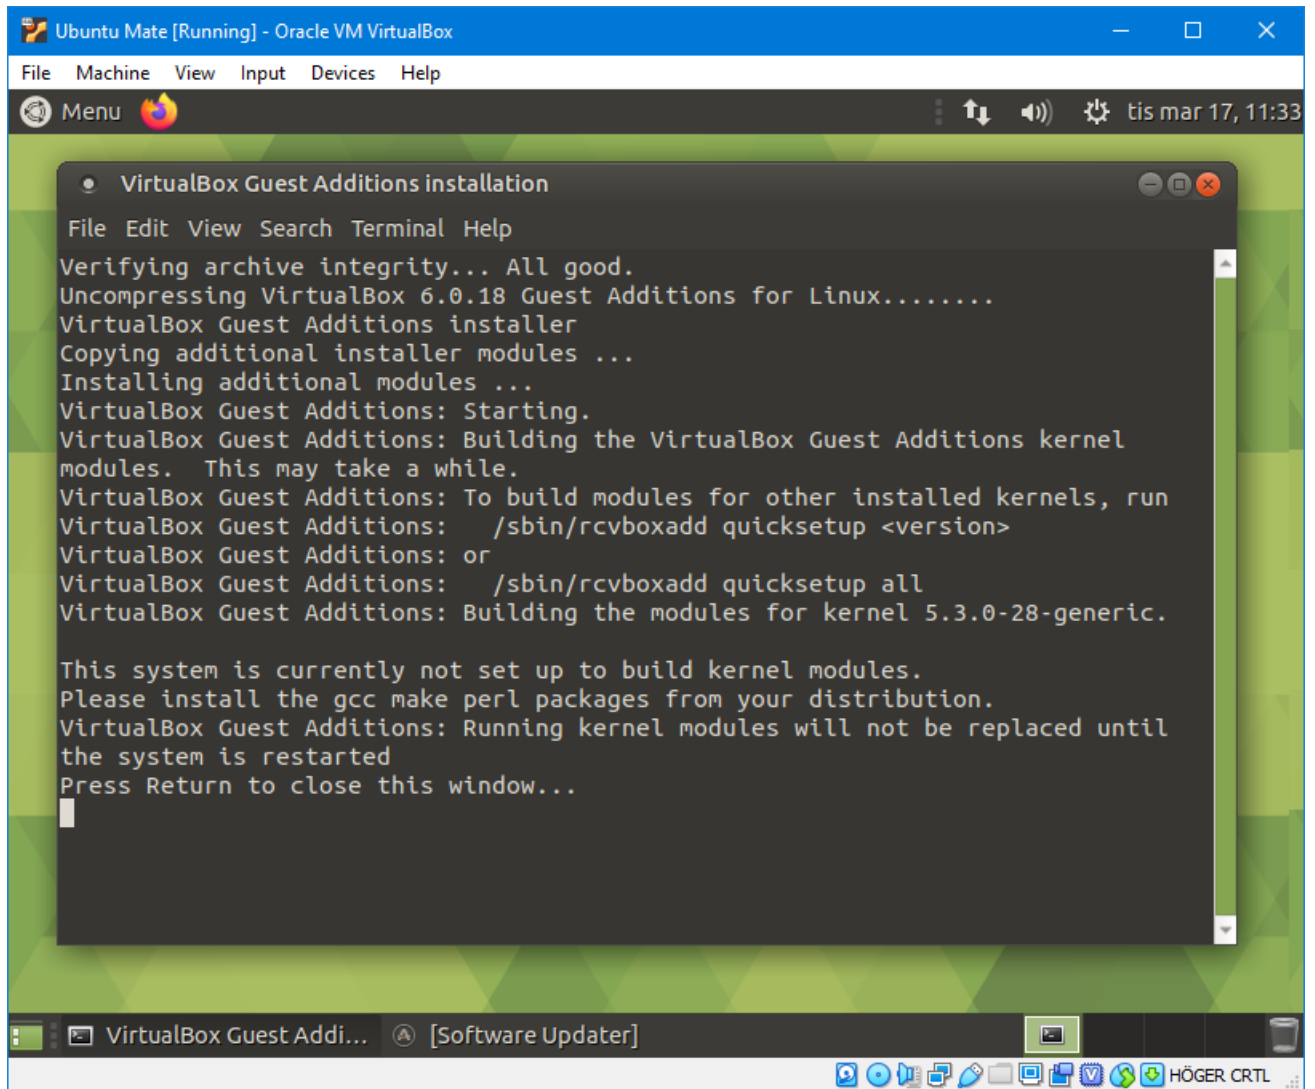 Ubuntu Mate [Running] - Oracle VM VirtualBox
File Machine View Input Devices Help
Menu tis mar 17, 11:33
VirtualBox Guest Additions installation
File Edit View Search Terminal Help
Verifying archive integrity... All good.
Uncompressing VirtualBox 6.0.18 Guest Additions for Linux........
VirtualBox Guest Additions installer
Copying additional installer modules ...
Installing additional modules ...
VirtualBox Guest Additions: Starting.
VirtualBox Guest Additions: Building the VirtualBox Guest Additions kernel
modules.  This may take a while.
VirtualBox Guest Additions: To build modules for other installed kernels, run
VirtualBox Guest Additions:   /sbin/rcvboxadd quicksetup <version>
VirtualBox Guest Additions: or
VirtualBox Guest Additions:   /sbin/rcvboxadd quicksetup all
VirtualBox Guest Additions: Building the modules for kernel 5.3.0-28-generic.
This system is currently not set up to build kernel modules.
Please install the gcc make perl packages from your distribution.
VirtualBox Guest Additions: Running kernel modules will not be replaced until
the system is restarted
Press Return to close this window...
VirtualBox Guest Addi... [Software Updater]
HÖGER CRTL